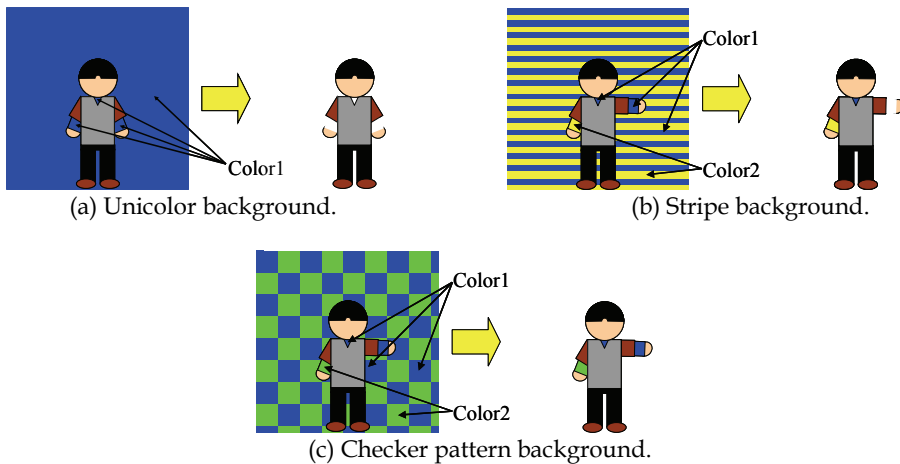 Color1
(a) Unicolor background.
Color1
Color2
(b) Stripe background.
Color1
Color2
(c) Checker pattern background.